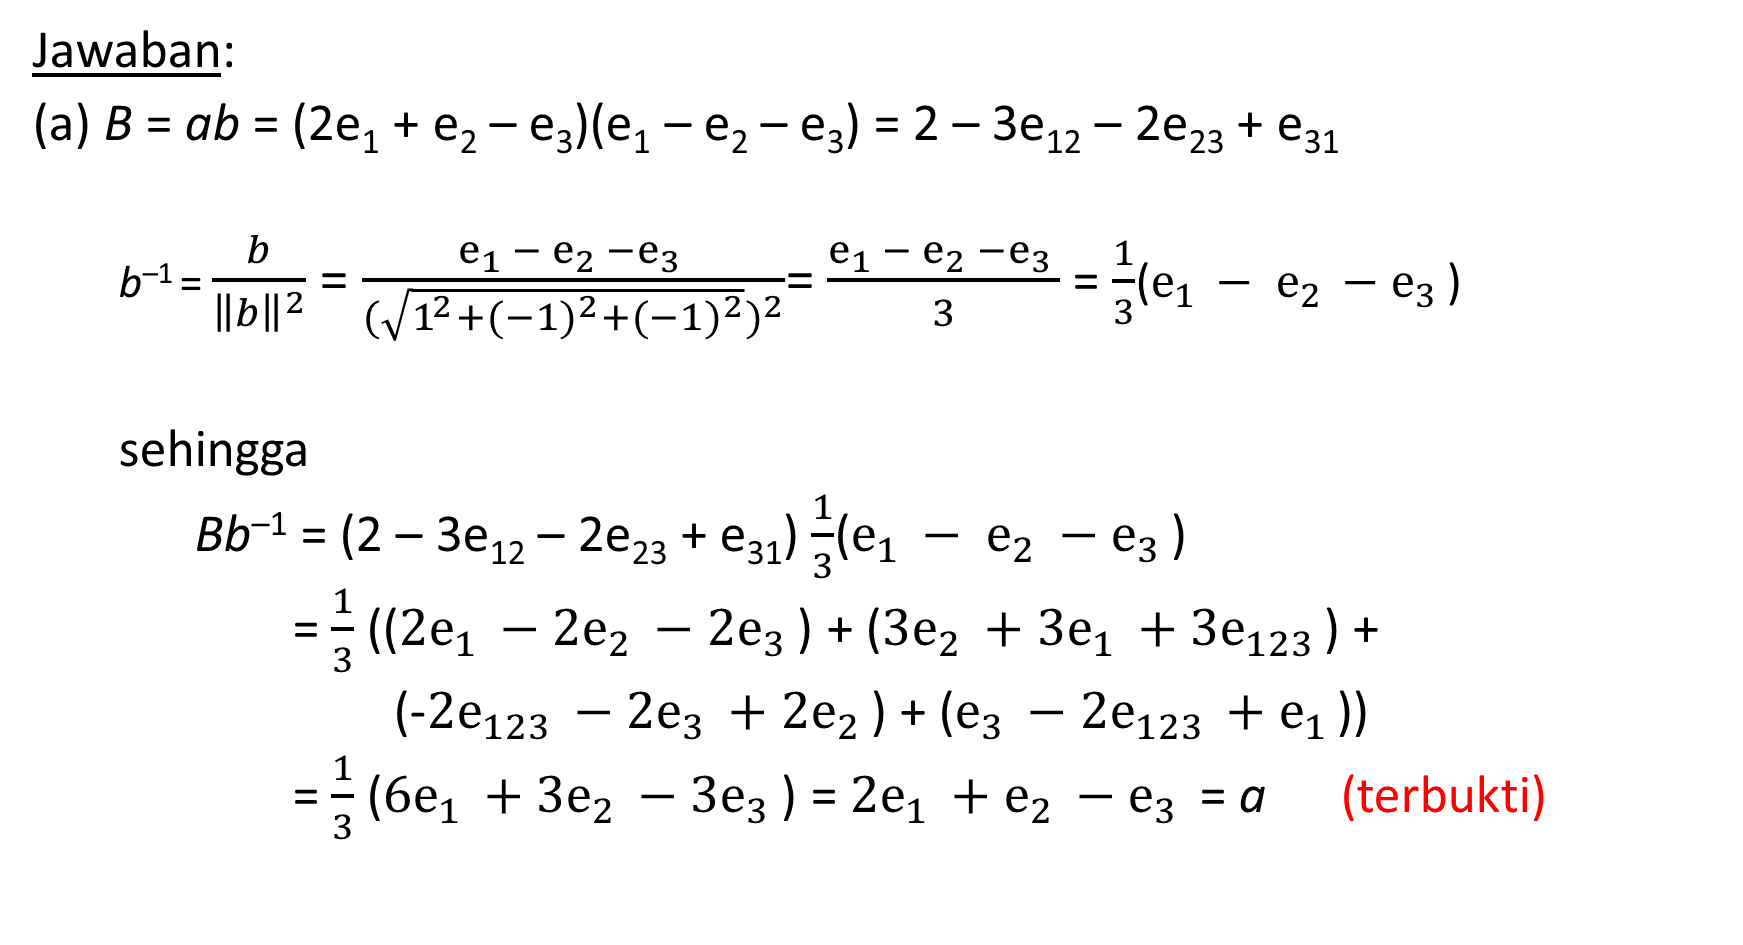 Jawaban:
(a) B = ab = (2e₁ + e₂ – e₃)(e₁ – e₂ – e₃) = 2 – 3e₁₂ – 2e₂₃ + e₃₁
b⁻¹ = b/‖b‖² = (e₁ − e₂ −e₃)/(√(1²+(−1)²+(−1)²))² = (e₁ − e₂ −e₃)/3 = 1/3(e₁ − e₂ − e₃ )
sehingga
Bb⁻¹ = (2 – 3e₁₂ – 2e₂₃ + e₃₁) 1/3(e₁ − e₂ − e₃ )
= 1/3 ((2e₁ − 2e₂ − 2e₃ ) + (3e₂ + 3e₁ + 3e₁₂₃ ) +
(-2e₁₂₃ − 2e₃ + 2e₂ ) + (e₃ − 2e₁₂₃ + e₁ ))
= 1/3 (6e₁ + 3e₂ − 3e₃ ) = 2e₁ + e₂ − e₃ = a (terbukti)